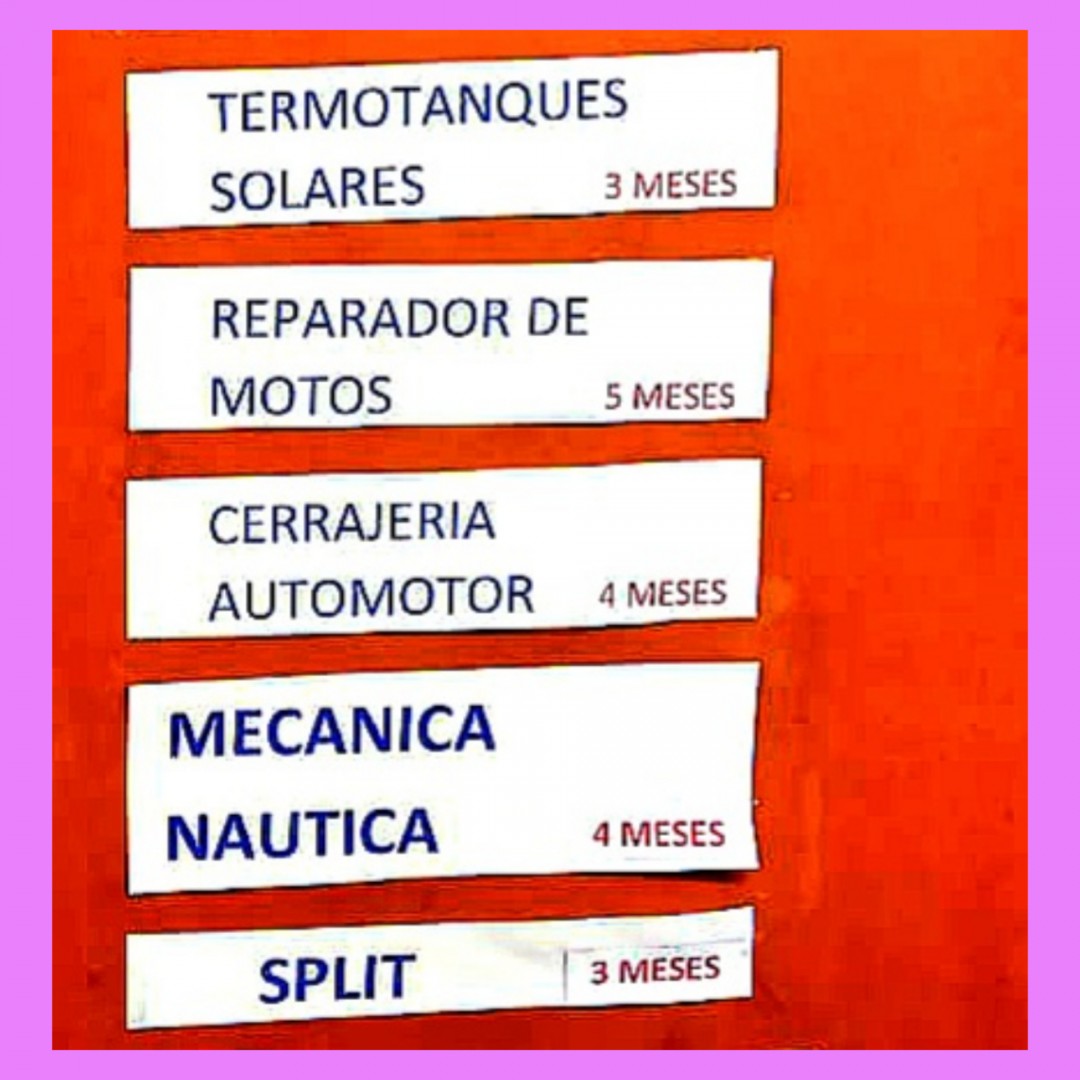 TERMOTANQUES
SOLARES 3 MESES
REPARADOR DE
MOTOS 5 MESES
CERRAJERIA
AUTOMOTOR 4 MESES
MECANICA
NAUTICA 4 MESES
SPLIT 3 MESES